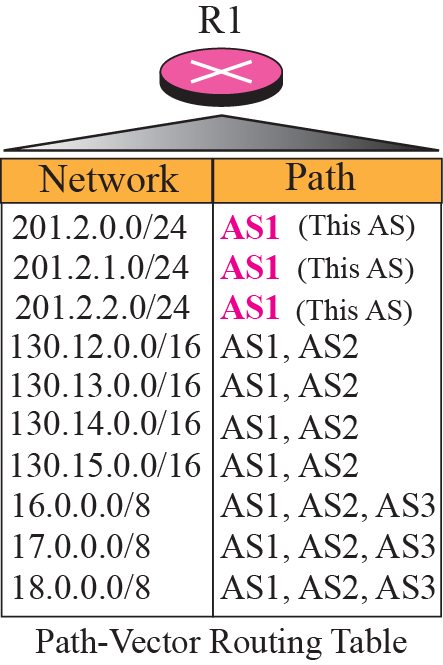 R1
Network Path
201.2.0.0/24 AS1 (This AS)
201.2.1.0/24 AS1 (This AS)
201.2.2.0/24 AS1 (This AS)
130.12.0.0/16 AS1, AS2
130.13.0.0/16 AS1, AS2
130.14.0.0/16 AS1, AS2
130.15.0.0/16 AS1, AS2
16.0.0.0/8 AS1, AS2, AS3
17.0.0.0/8 AS1, AS2, AS3
18.0.0.0/8 AS1, AS2, AS3
Path-Vector Routing Table